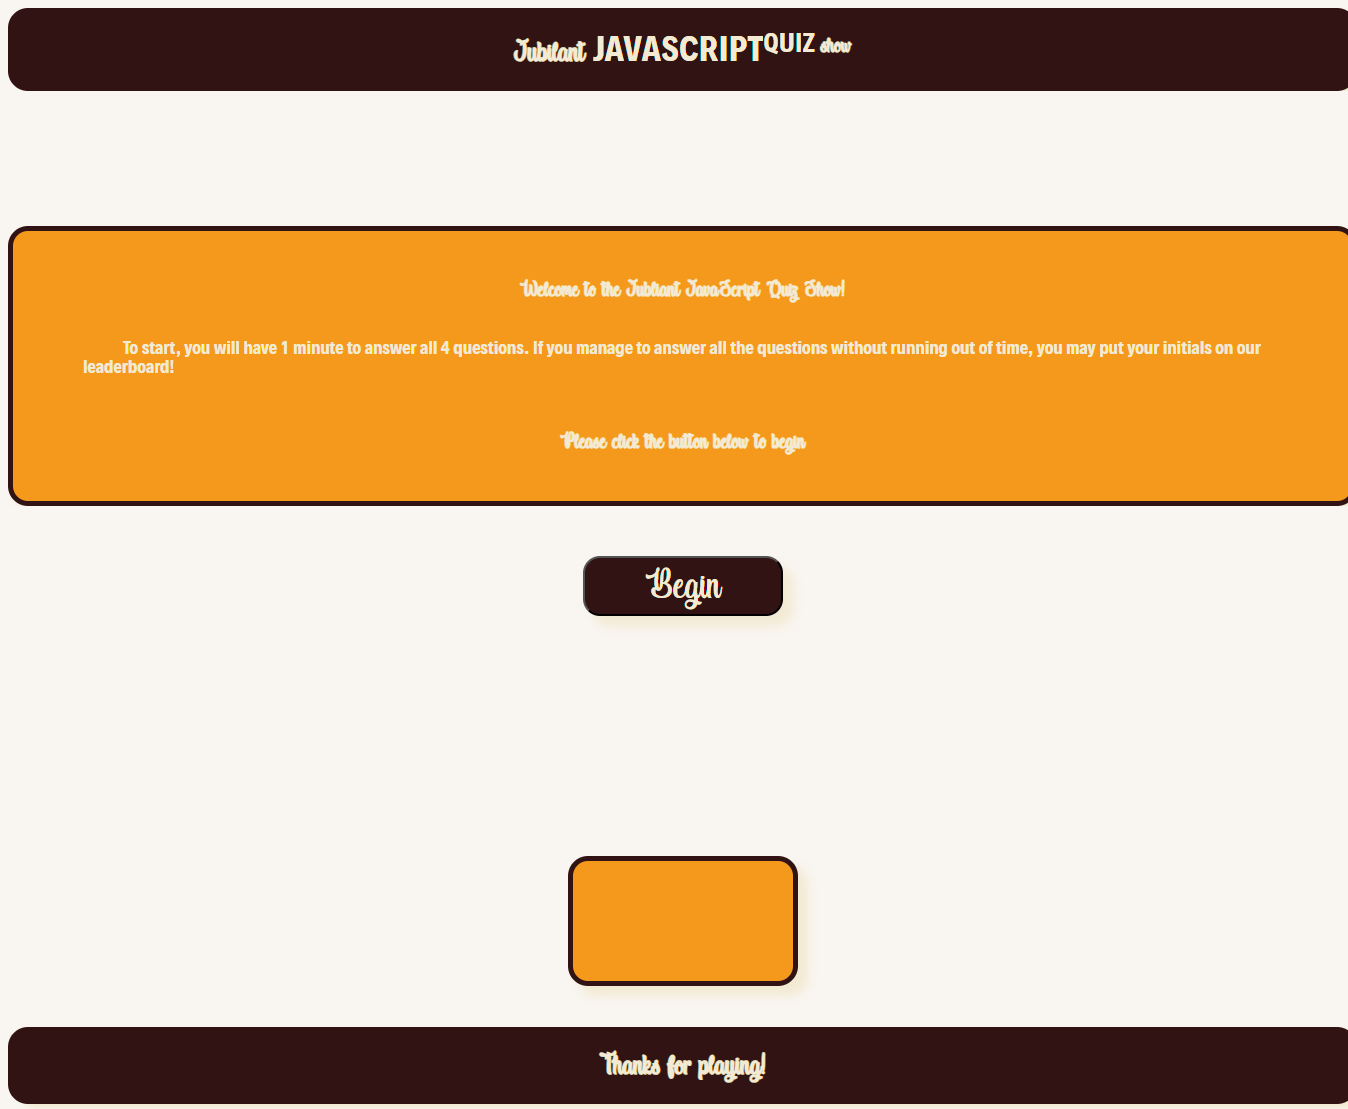 Jubilant JAVASCRIPT QUIZ show
Welcome to the Jubliant JavaScript Quiz Show!
To start, you will have 1 minute to answer all 4 questions. If you manage to answer all the questions without running out of time, you may put your initials on our
leaderboard!
Please click the button below to begin
Begin
Thanks for playing!